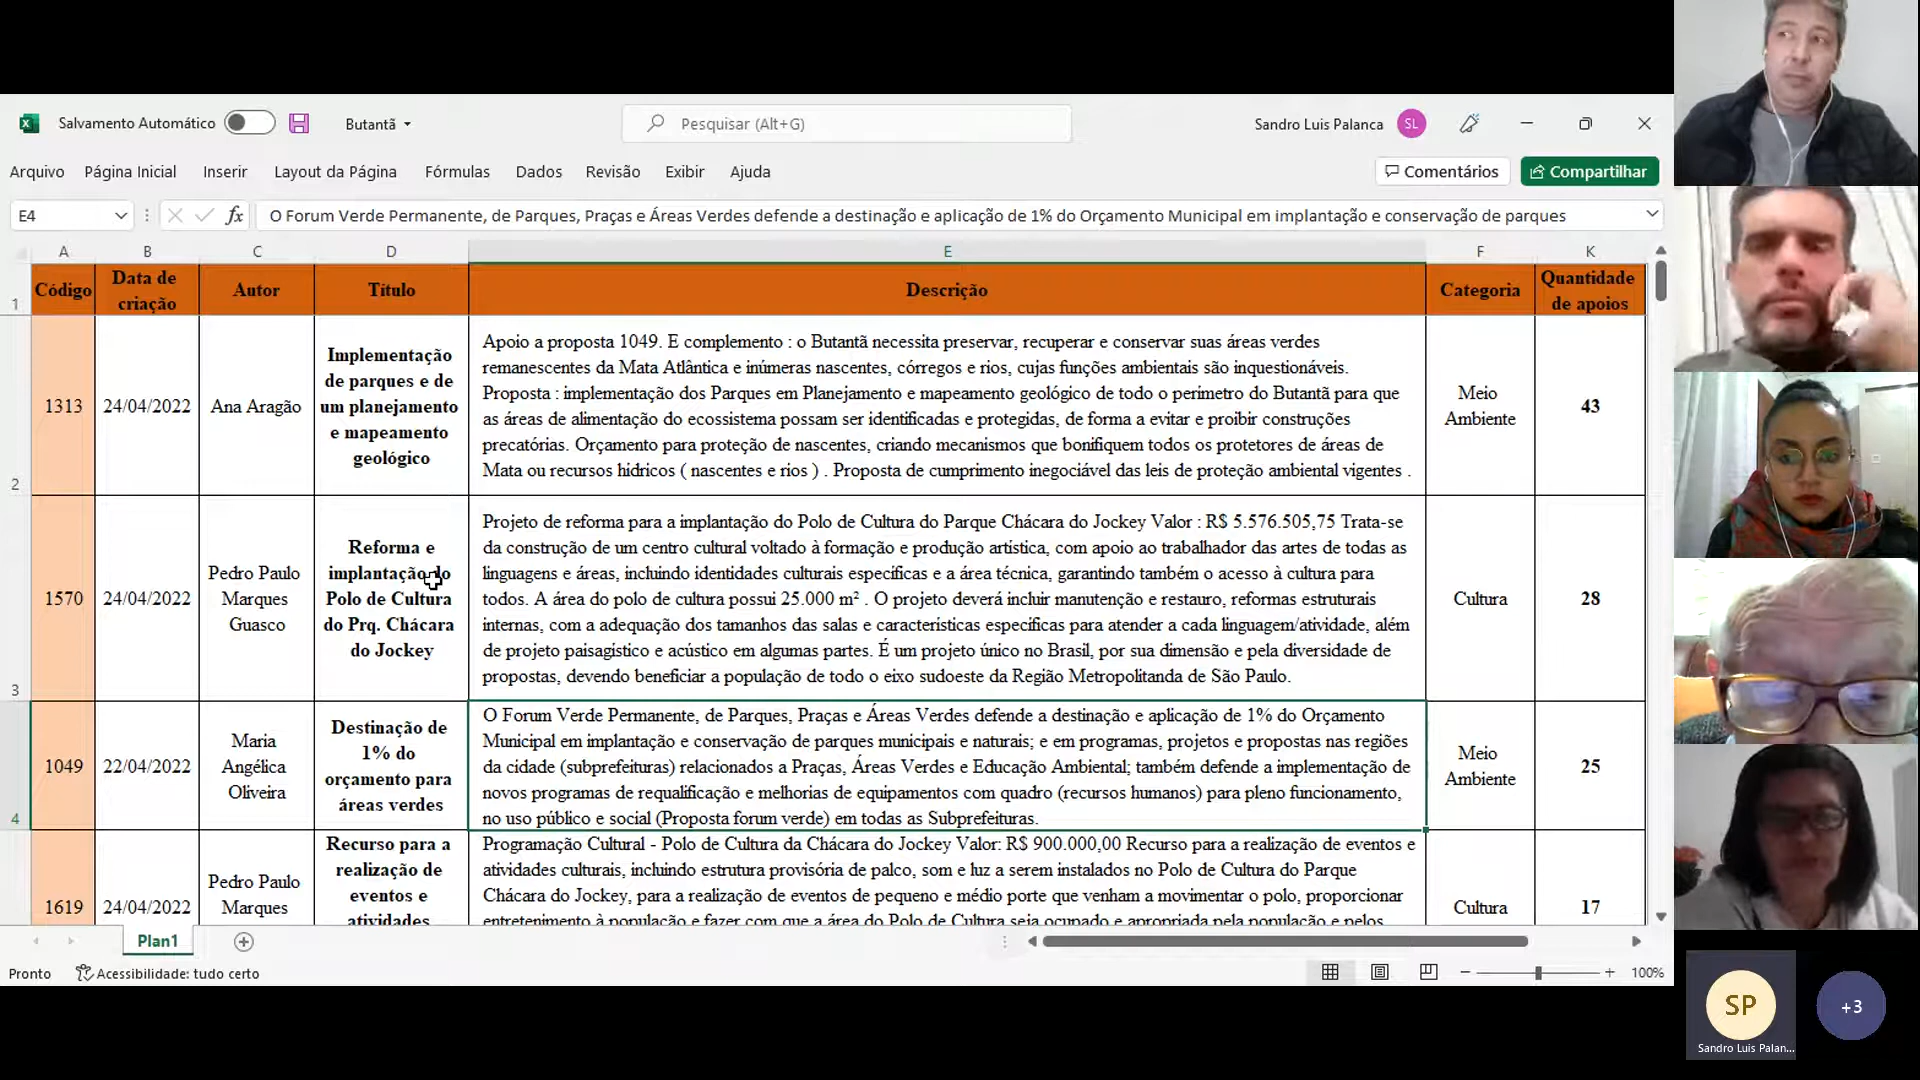 Salvamento Automático
Butantã
Pesquisar (Alt+G)
Sandro Luis Palanca
SL
Arquivo Página Inicial Inserir Layout da Página Fórmulas Dados Revisão Exibir Ajuda
Comentários
Compartilhar
E4
fx
O Forum Verde Permanente, de Parques, Praças e Áreas Verdes defende a destinação e aplicação de 1% do Orçamento Municipal em implantação e conservação de parques
A B C D E F K
1
Código
Data de
criação
Autor
Título
Descrição
Categoria
Quantidade
de apoios
2
1313
24/04/2022
Ana Aragão
Implementação
de parques e de
um planejamento
e mapeamento
geológico
Apoio a proposta 1049. E complemento : o Butantã necessita preservar, recuperar e conservar suas áreas verdes
remanescentes da Mata Atlântica e inúmeras nascentes, córregos e rios, cujas funções ambientais são inquestionáveis.
Proposta : implementação dos Parques em Planejamento e mapeamento geológico de todo o perímetro do Butantã para que
as áreas de alimentação do ecossistema possam ser identificadas e protegidas, de forma a evitar e proibir construções
precatórias. Orçamento para proteção de nascentes, criando mecanismos que bonifiquem todos os protetores de áreas de
Mata ou recursos hídricos ( nascentes e rios ) . Proposta de cumprimento inegociável das leis de proteção ambiental vigentes .
Meio
Ambiente
43
3
1570
24/04/2022
Pedro Paulo
Marques
Guasco
Reforma e
implantação do
Polo de Cultura
do Prq. Chácara
do Jockey
Projeto de reforma para a implantação do Polo de Cultura do Parque Chácara do Jockey Valor : R$ 5.576.505,75 Trata-se
da construção de um centro cultural voltado à formação e produção artística, com apoio ao trabalhador das artes de todas as
linguagens e áreas, incluindo identidades culturais específicas e a área técnica, garantindo também o acesso à cultura para
todos. A área do polo de cultura possui 25.000 m² . O projeto deverá incluir manutenção e restauro, reformas estruturais
internas, com a adequação dos tamanhos das salas e características específicas para atender a cada linguagem/atividade, além
de projeto paisagístico e acústico em algumas partes. É um projeto único no Brasil, por sua dimensão e pela diversidade de
propostas, devendo beneficiar a população de todo o eixo sudoeste da Região Metropolitanda de São Paulo.
Cultura
28
4
1049
22/04/2022
Maria
Angélica
Oliveira
Destinação de
1% do
orçamento para
áreas verdes
O Forum Verde Permanente, de Parques, Praças e Áreas Verdes defende a destinação e aplicação de 1% do Orçamento
Municipal em implantação e conservação de parques municipais e naturais; e em programas, projetos e propostas nas regiões
da cidade (subprefeituras) relacionados a Praças, Áreas Verdes e Educação Ambiental; também defende a implementação de
novos programas de requalificação e melhorias de equipamentos com quadro (recursos humanos) para pleno funcionamento,
no uso público e social (Proposta forum verde) em todas as Subprefeituras.
Meio
Ambiente
25
1619
24/04/2022
Pedro Paulo
Marques
Recurso para a
realização de
eventos e
atividades
Programação Cultural - Polo de Cultura da Chácara do Jockey Valor: R$ 900.000,00 Recurso para a realização de eventos e
atividades culturais, incluindo estrutura provisória de palco, som e luz a serem instalados no Polo de Cultura do Parque
Chácara do Jockey, para a realização de eventos de pequeno e médio porte que venham a movimentar o polo, proporcionar
entretenimento à população e fazer com que a área do Polo de Cultura seja ocupado e apropriada pela população e pelos
Cultura
17
Plan1
Pronto
Acessibilidade: tudo certo
100%
SP
Sandro Luis Palan...
+3